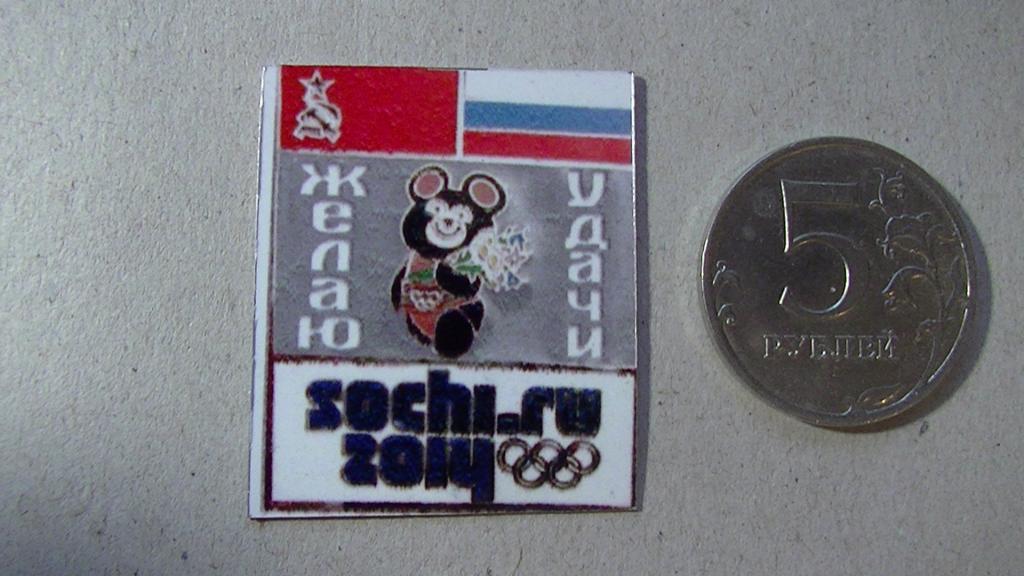 ЖЕЛАЮ
УДАЧИ
sochi.ru
2014
5
РУБЛЕЙ